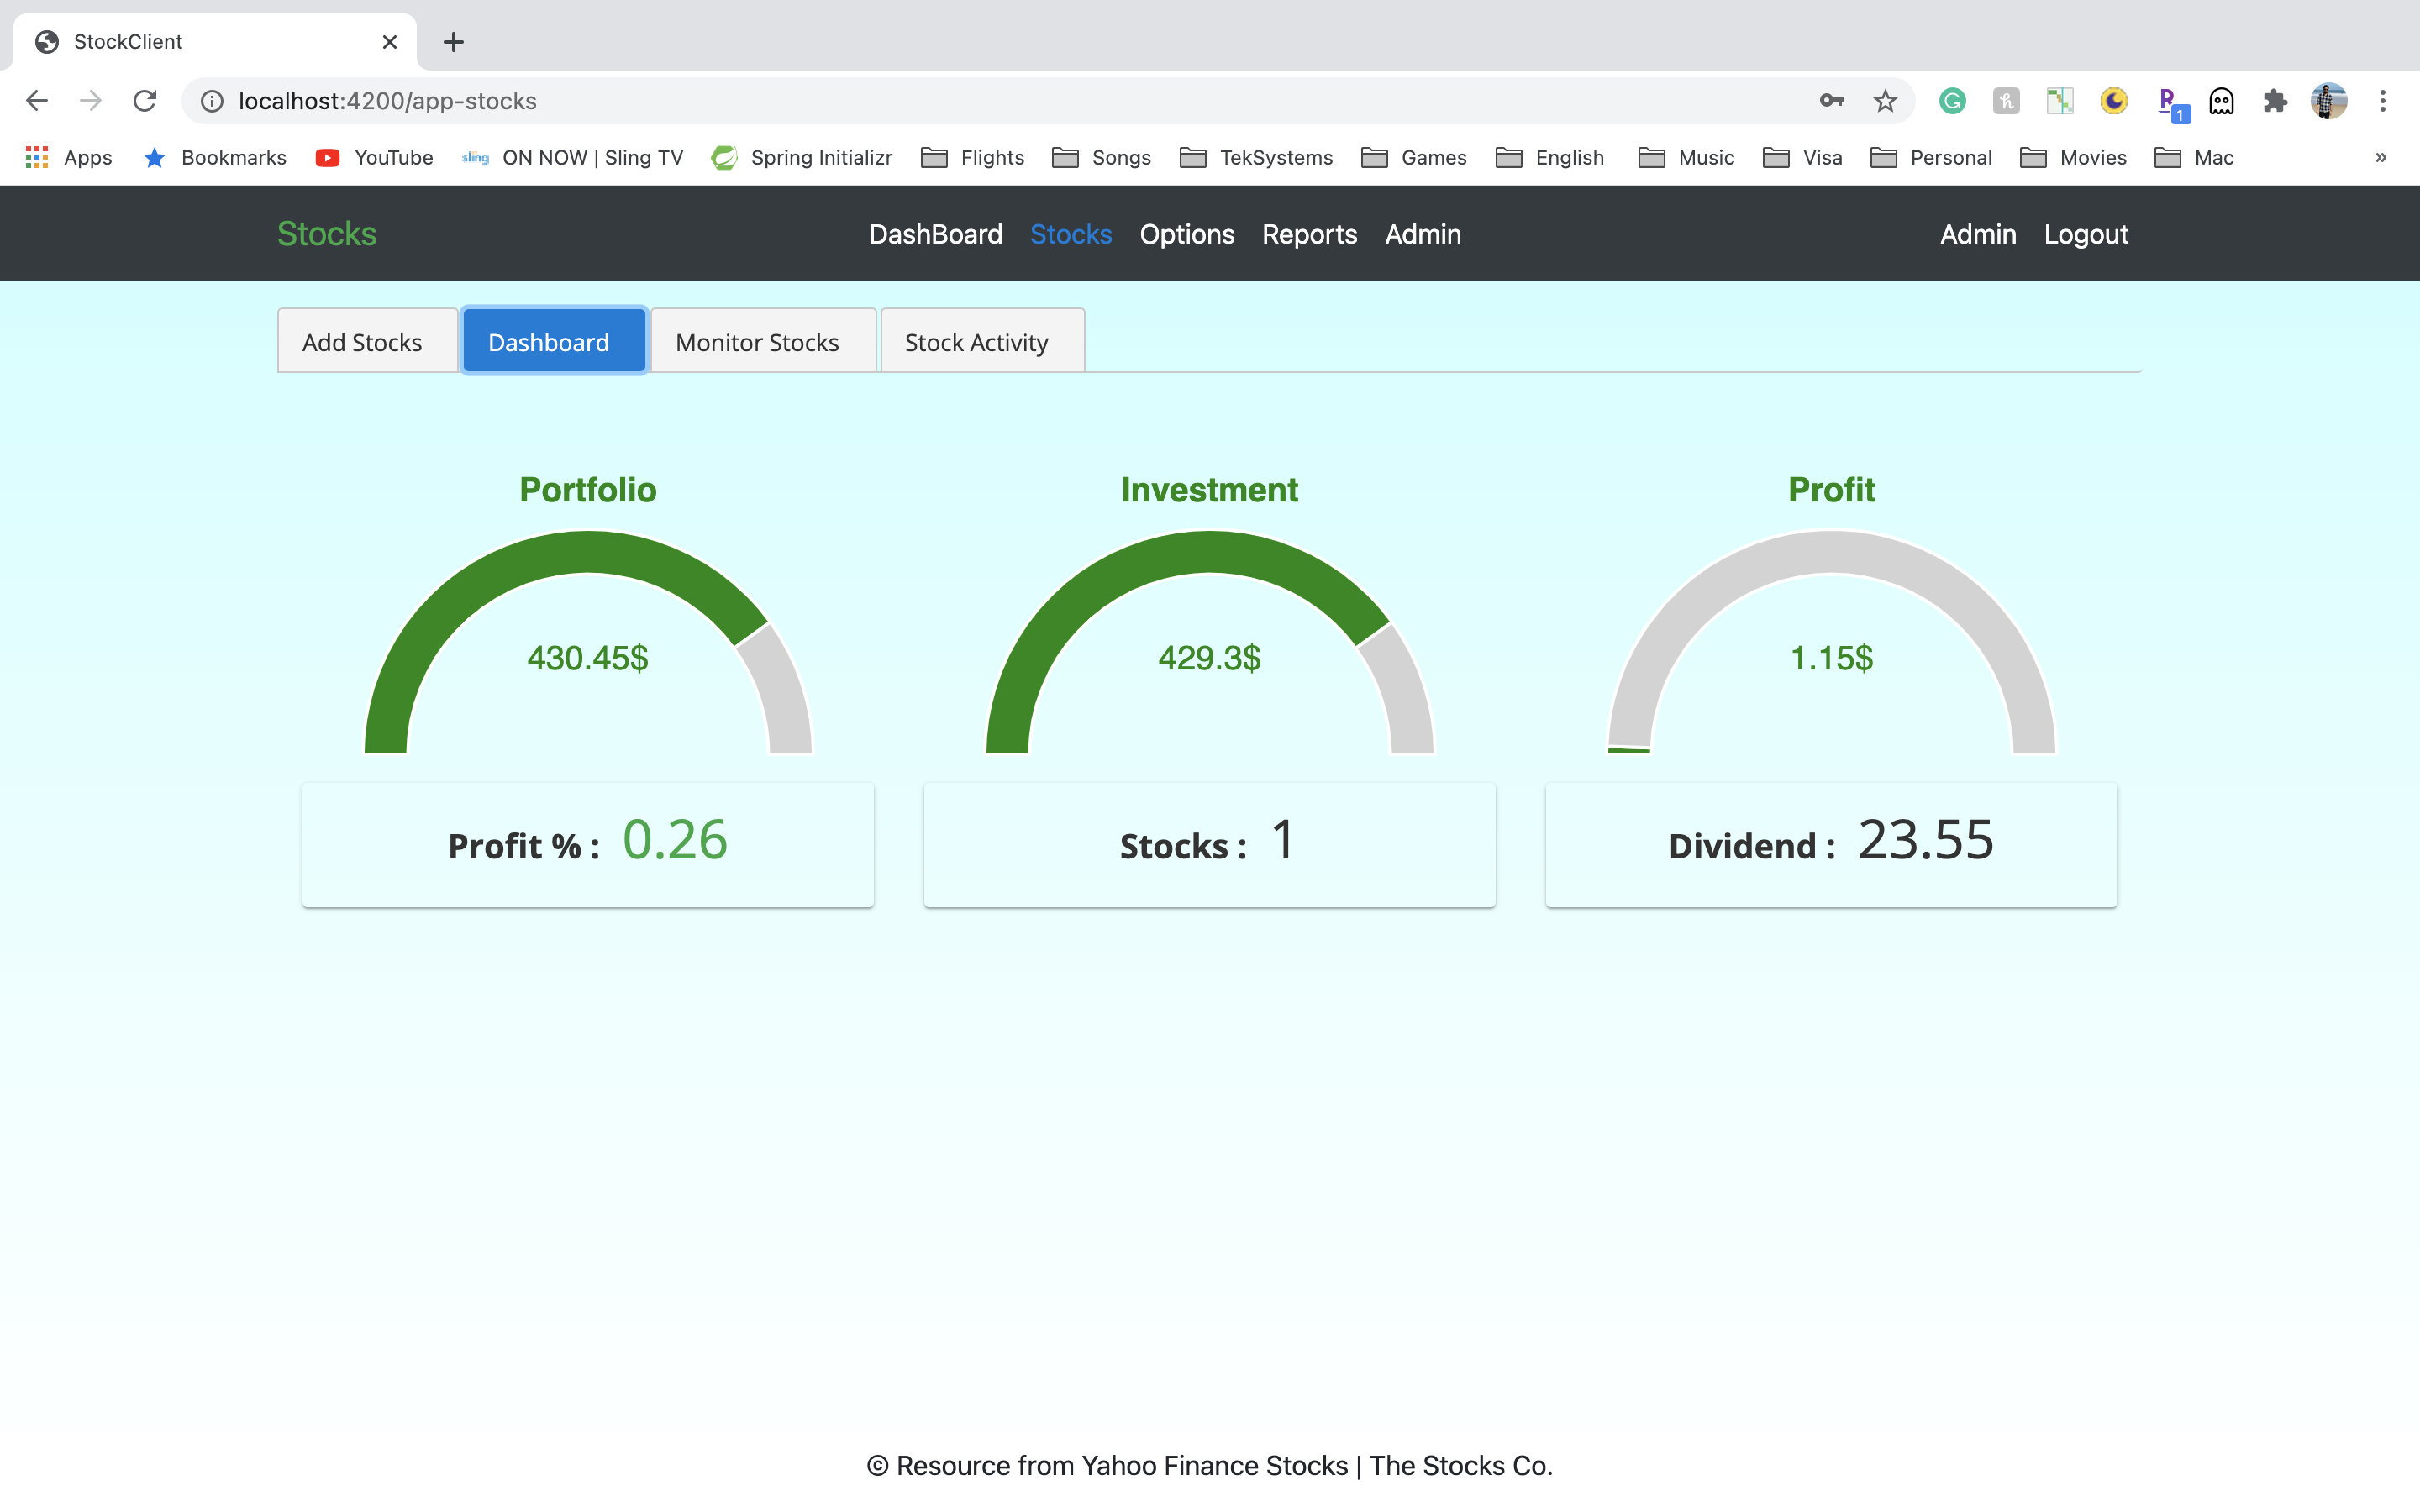 StockClient
localhost:4200/app-stocks
1
Apps Bookmarks YouTube sling ON NOW | Sling TV Spring Initializr Flights Songs TekSystems Games English Music Visa Personal Movies Mac »
Stocks DashBoard Stocks Options Reports Admin Admin Logout
Add Stocks Dashboard Monitor Stocks Stock Activity
Portfolio Investment Profit
430.45$ 429.3$ 1.15$
Profit % : 0.26 Stocks : 1 Dividend : 23.55
© Resource from Yahoo Finance Stocks | The Stocks Co.